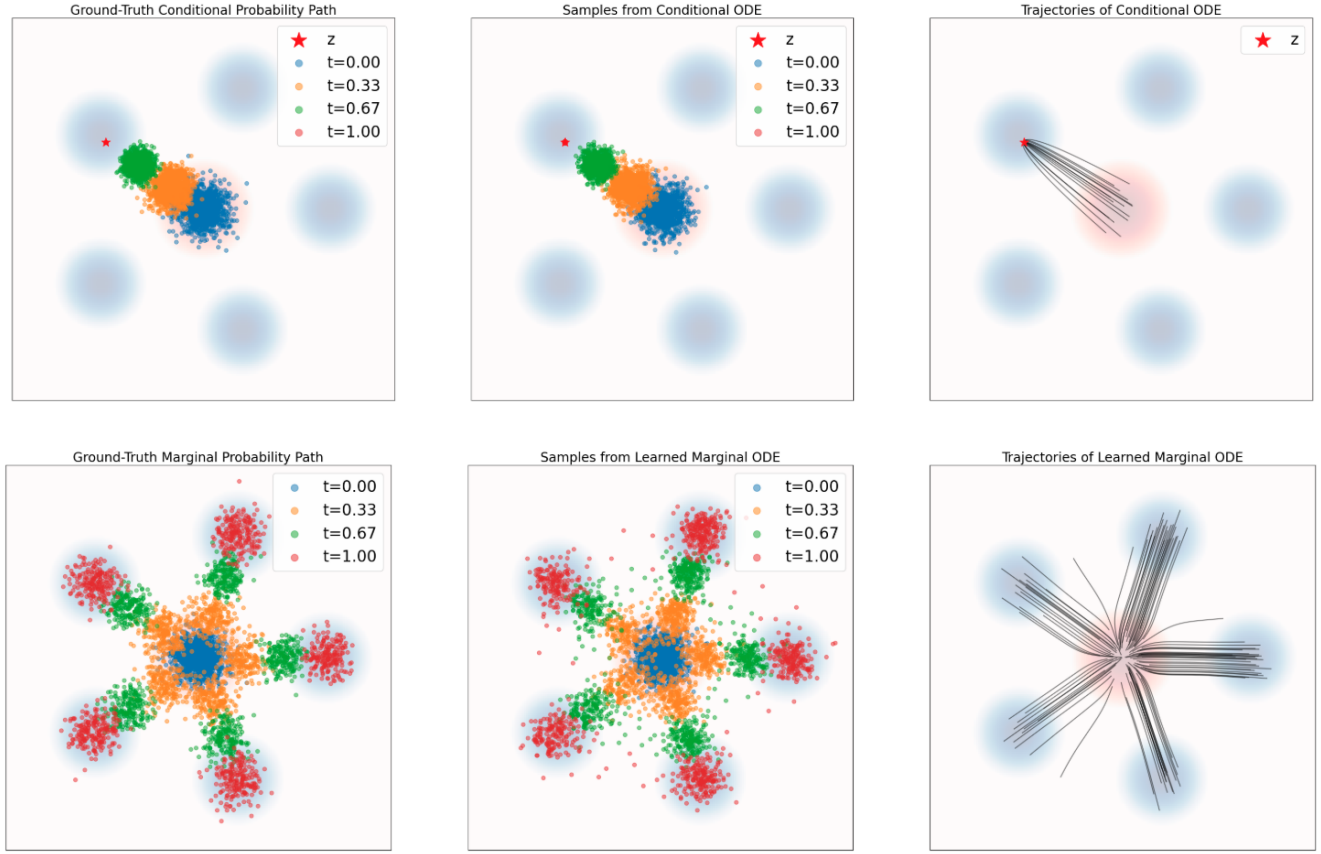 Ground-Truth Conditional Probability Path
z
t=0.00
t=0.33
t=0.67
t=1.00
Samples from Conditional ODE
z
t=0.00
t=0.33
t=0.67
t=1.00
Trajectories of Conditional ODE
z
Ground-Truth Marginal Probability Path
t=0.00
t=0.33
t=0.67
t=1.00
Samples from Learned Marginal ODE
t=0.00
t=0.33
t=0.67
t=1.00
Trajectories of Learned Marginal ODE